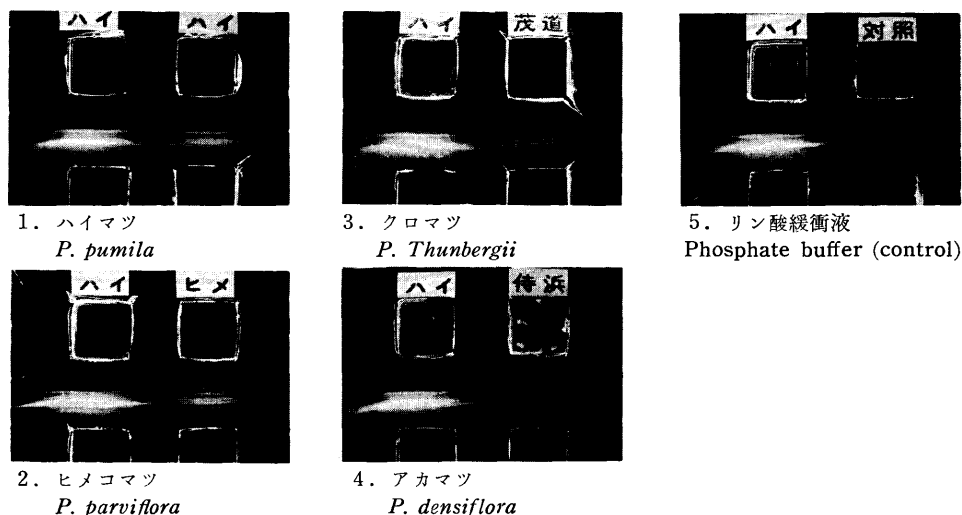 ハイ ハイ
1. ハイマツ
P. pumila
ハイ 茂道
3. クロマツ
P. Thunbergii
ハイ 対照
5. リン酸緩衝液
Phosphate buffer (control)
ハイ ヒメ
2. ヒメコマツ
P. parviflora
ハイ 侍浜
4. アカマツ
P. densiflora